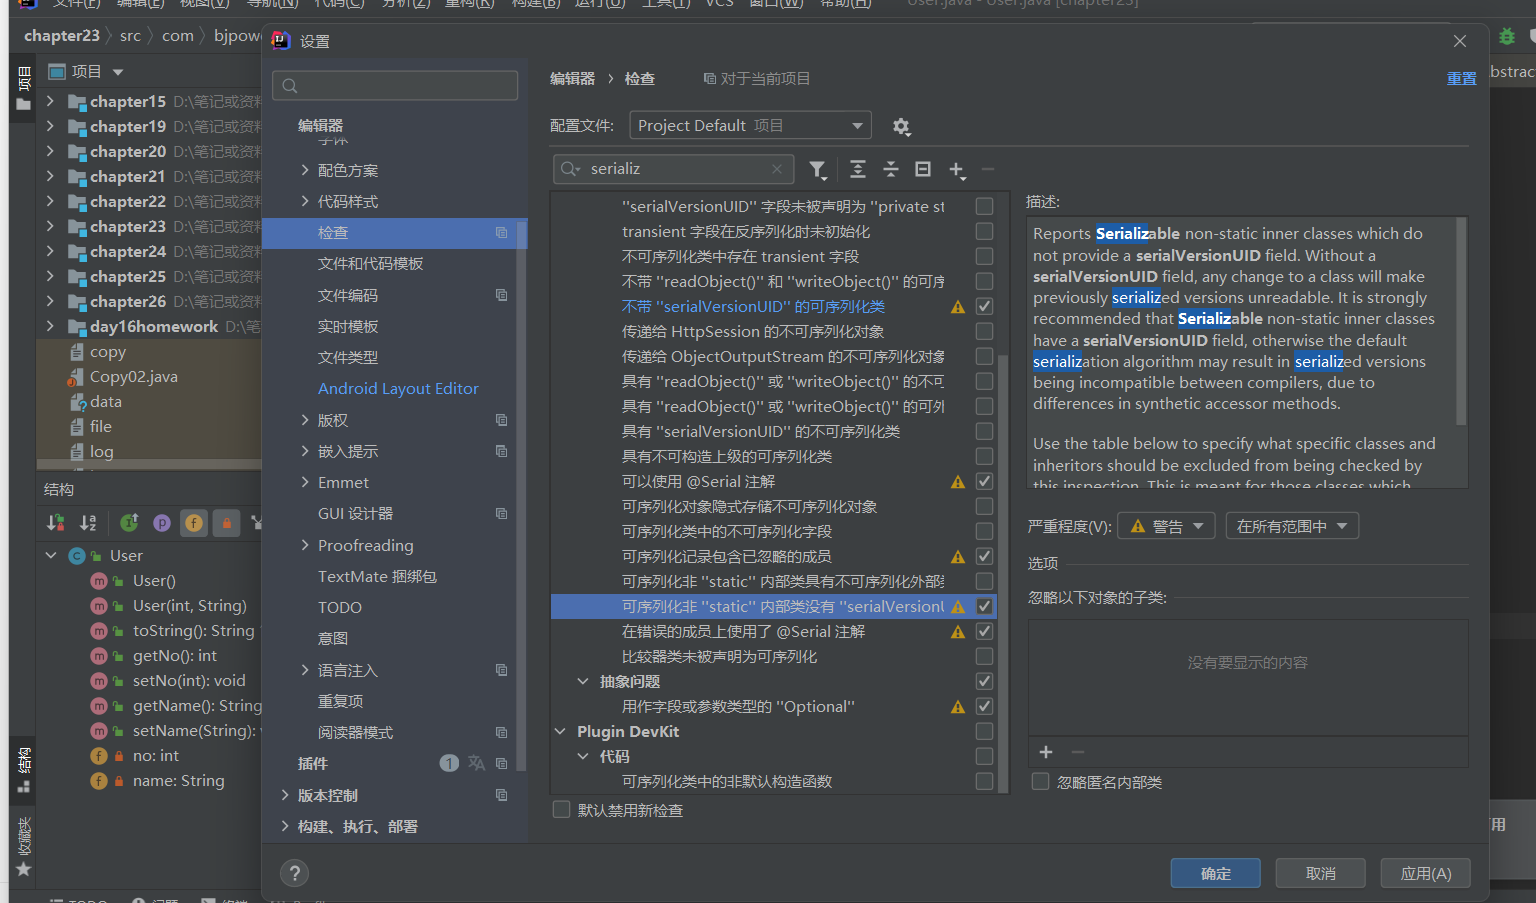 文件(F) 编辑(E) 视图(V) 导航(N) 代码(C) 分析(Z) 重构(R) 构建(B) 运行(U) 工具(T) VCS 窗口(W) 帮助(H) User.java - User.java [chapter23]
chapter23 src com bjpow
设置
项目
项目
chapter15 D:\笔记或资料
chapter19 D:\笔记或资料
chapter20 D:\笔记或资料
chapter21 D:\笔记或资料
chapter22 D:\笔记或资料
chapter23 D:\笔记或资料
chapter24 D:\笔记或资料
chapter25 D:\笔记或资料
chapter26 D:\笔记或资料
day16homework D:\笔
copy
Copy02.java
data
file
log
结构
User
User()
User(int, String)
toString(): String
getNo(): int
setNo(int): void
getName(): String
setName(String):
no: int
name: String
结构
收藏夹
编辑器
字体
配色方案
代码样式
检查
文件和代码模板
文件编码
实时模板
文件类型
Android Layout Editor
版权
嵌入提示
Emmet
GUI 设计器
Proofreading
TextMate 捆绑包
TODO
意图
语言注入
重复项
阅读器模式
插件 1
版本控制
构建、执行、部署
?
编辑器 › 检查 对于当前项目 重置
配置文件: Project Default 项目
serializ
"serialVersionUID" 字段未被声明为 "private st
transient 字段在反序列化时未初始化
不可序列化类中存在 transient 字段
不带 "readObject()" 和 "writeObject()" 的可序
不带 "serialVersionUID" 的可序列化类
传递给 HttpSession 的不可序列化对象
传递给 ObjectOutputStream 的不可序列化对象
具有 "readObject()" 或 "writeObject()" 的不可
具有 "readObject()" 或 "writeObject()" 的可外
具有 "serialVersionUID" 的不可序列化类
具有不可构造上级的可序列化类
可以使用 @Serial 注解
可序列化对象隐式存储不可序列化对象
可序列化类中的不可序列化字段
可序列化记录包含已忽略的成员
可序列化非 "static" 内部类具有不可序列化外部类
可序列化非 "static" 内部类没有 "serialVersionU
在错误的成员上使用了 @Serial 注解
比较器类未被声明为可序列化
抽象问题
用作字段或参数类型的 "Optional"
Plugin DevKit
代码
可序列化类中的非默认构造函数
默认禁用新检查
描述:
Reports Serializable non-static inner classes which do
not provide a serialVersionUID field. Without a
serialVersionUID field, any change to a class will make
previously serialized versions unreadable. It is strongly
recommended that Serializable non-static inner classes
have a serialVersionUID field, otherwise the default
serialization algorithm may result in serialized versions
being incompatible between compilers, due to
differences in synthetic accessor methods.
Use the table below to specify what specific classes and
inheritors should be excluded from being checked by
this inspection. This is meant for those classes which
严重程度(V): 警告 在所有范围中
选项
忽略以下对象的子类:
没有要显示的内容
忽略匿名内部类
确定 取消 应用(A)
bstrac
用
TODO 问题 终端